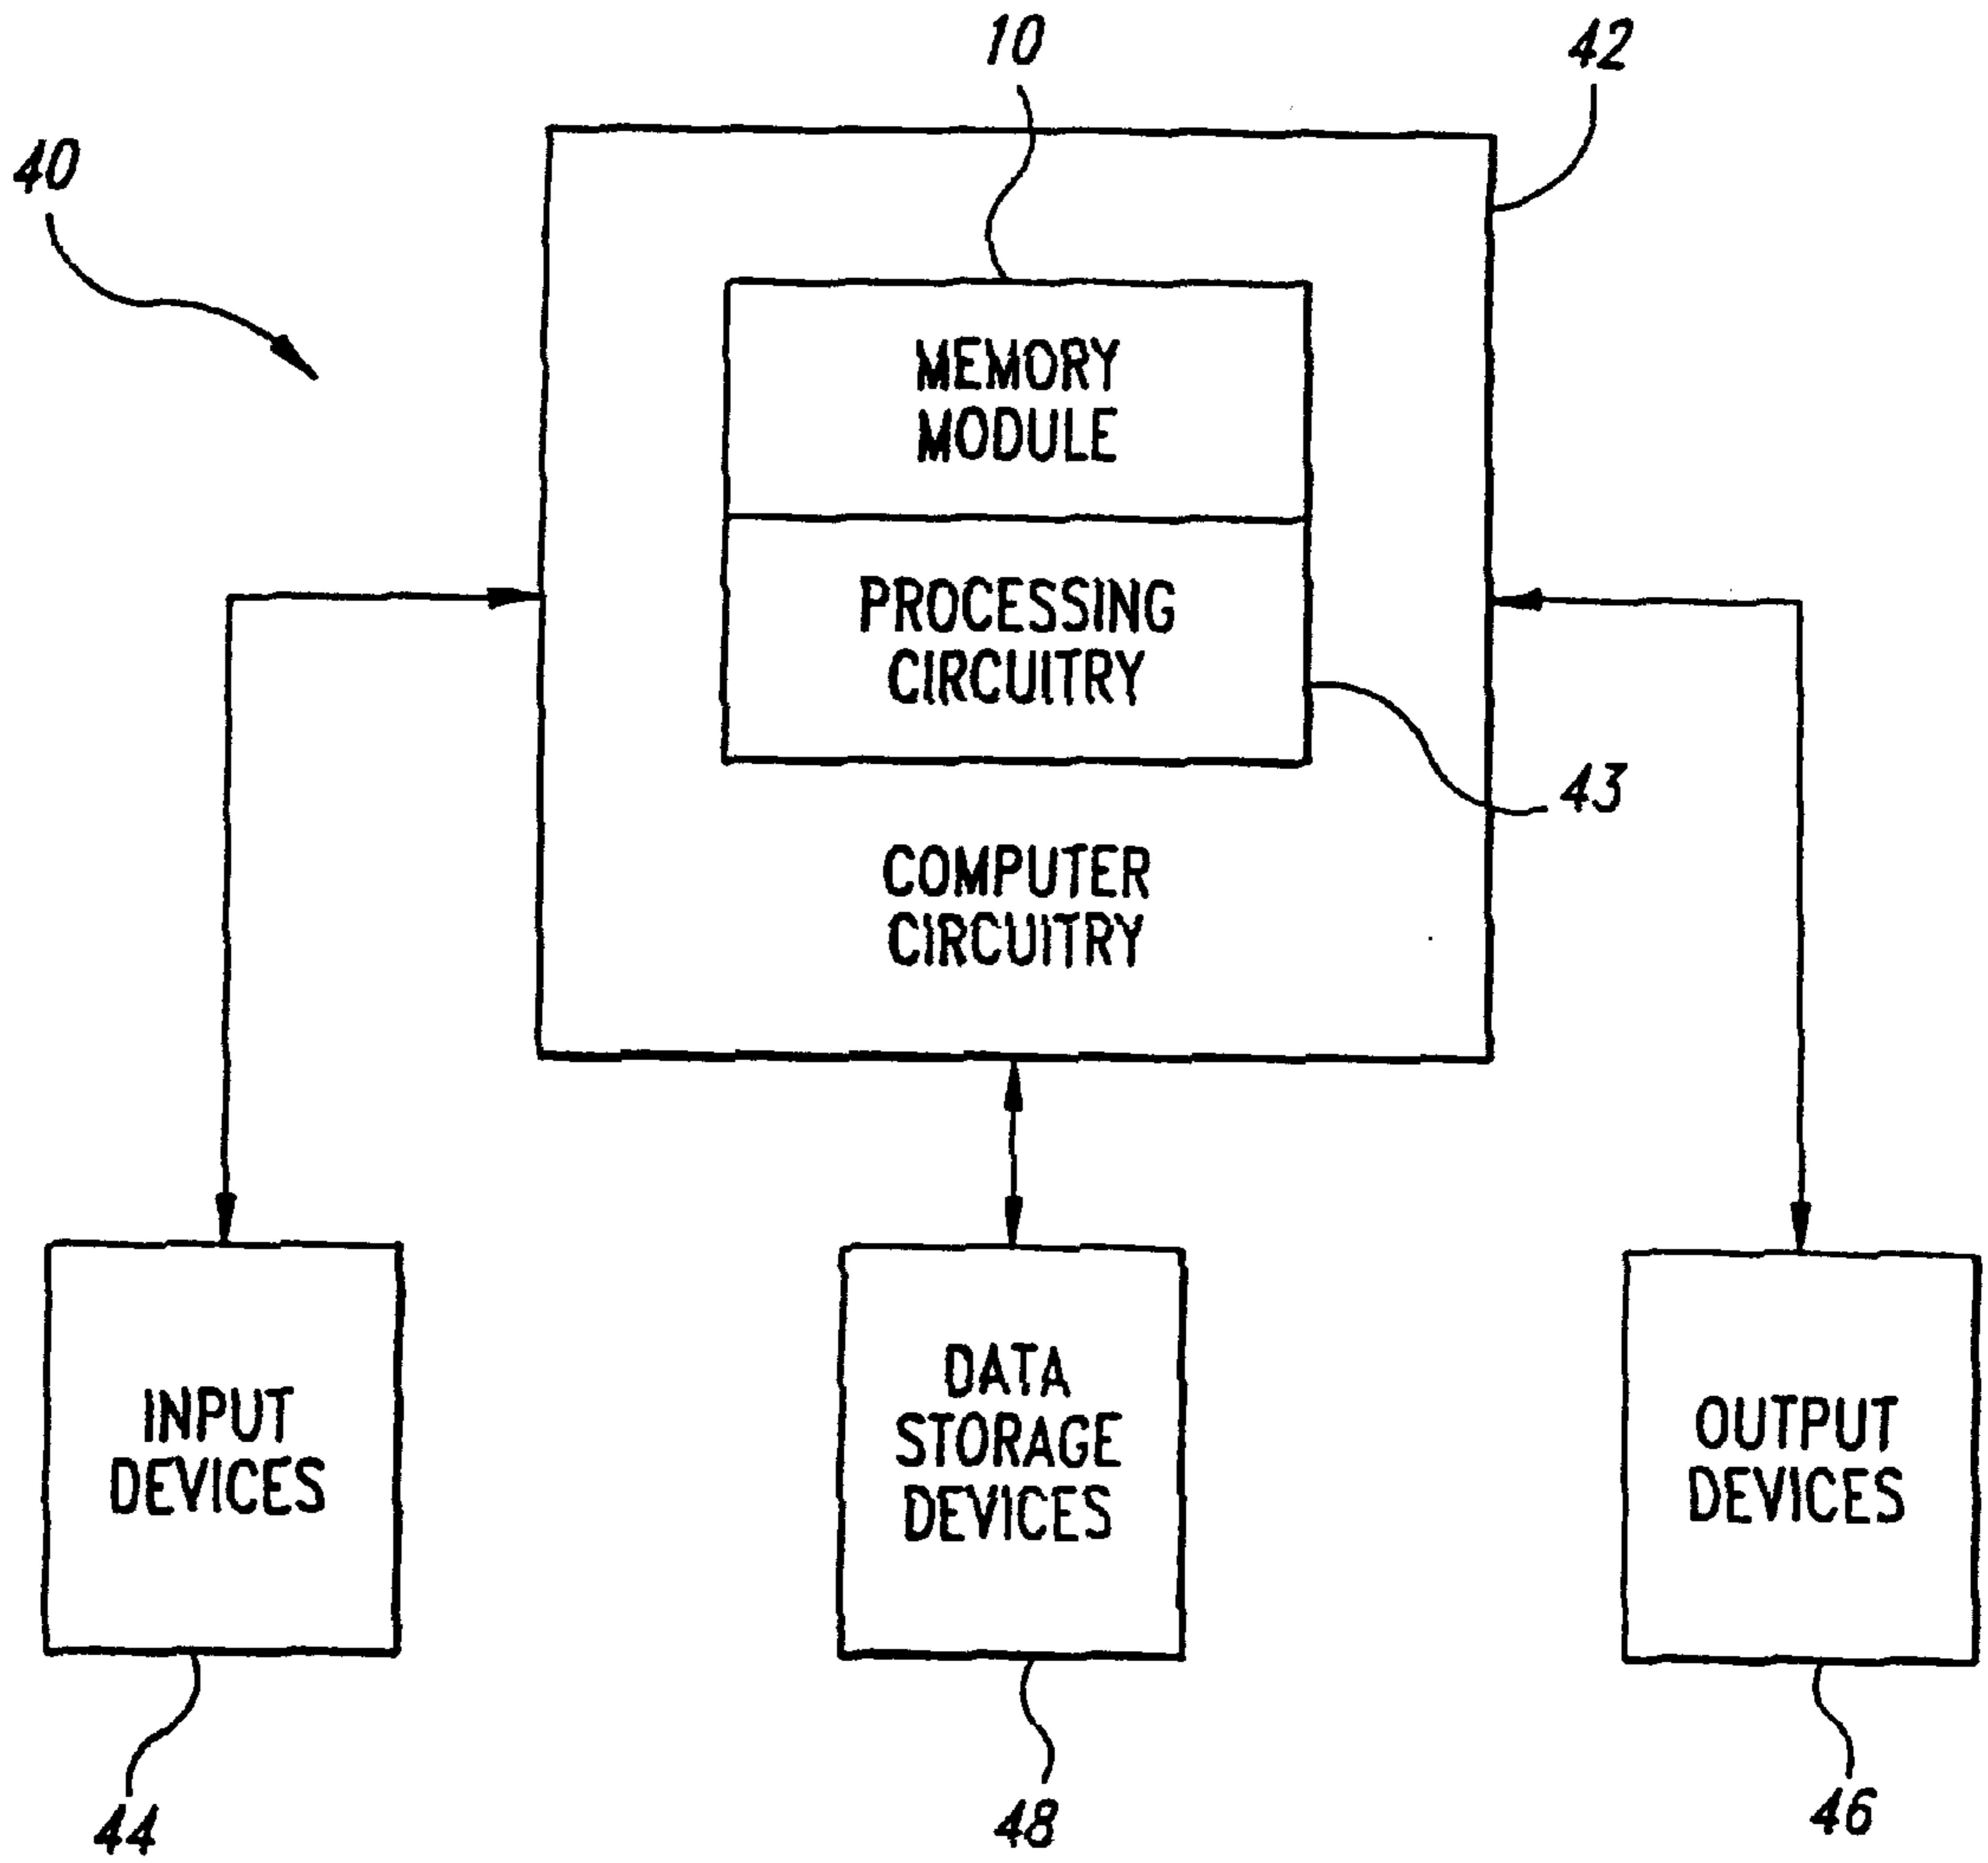 10
42
40
MEMORY
MODULE
PROCESSING
CIRCUITRY
43
COMPUTER
CIRCUITRY
INPUT
DEVICES
DATA
STORAGE
DEVICES
OUTPUT
DEVICES
44
48
46